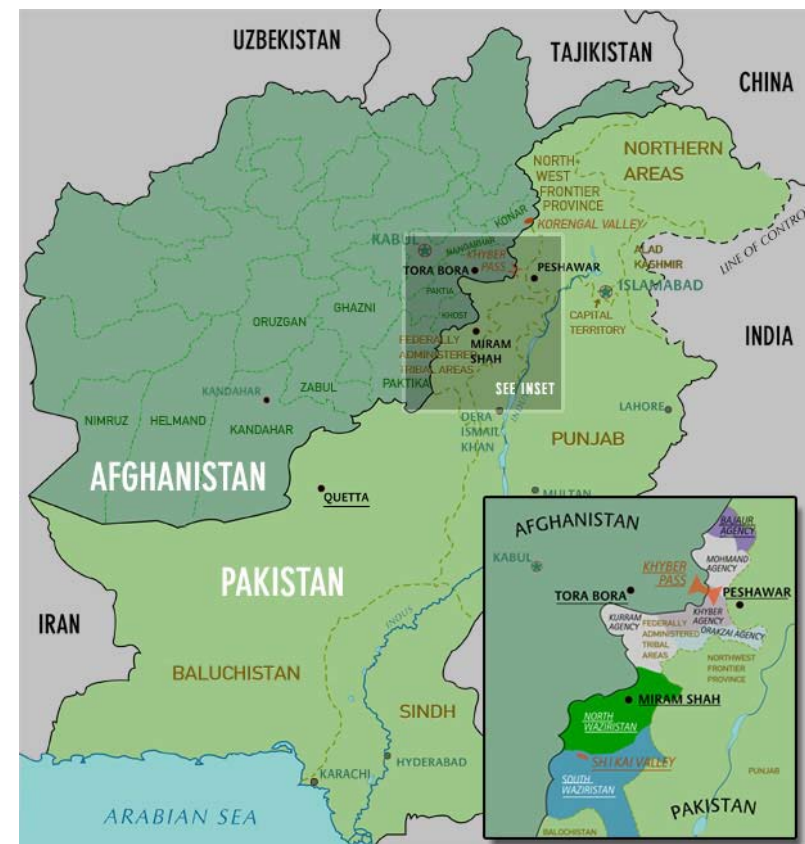 UZBEKISTAN
TAJIKISTAN
CHINA
NORTHERN
AREAS
NORTH-
WEST
FRONTIER
PROVINCE
KONAR
KORENGAL VALLEY
LINE OF CONTROL
KABUL
NANGARHAR
KHYBER
PASS
TORA BORA
PESHAWAR
ALAD
KASHMIR
ISLAMABAD
PAKTIA
GHAZNI
KHOST
ORUZGAN
CAPITAL
TERRITORY
INDIA
FEDERALLY
ADMINISTERED
TRIBAL AREAS
MIRAM
SHAH
ZABUL
PAKTIKA
SEE INSET
KANDAHAR
NIMRUZ
HELMAND
KANDAHAR
DERA
ISMAIL
KHAN
LAHORE
PUNJAB
AFGHANISTAN
QUETTA
MULTAN
PAKISTAN
IRAN
INDUS
BALUCHISTAN
SINDH
HYDERABAD
KARACHI
ARABIAN SEA
AFGHANISTAN
BAJAUR
AGENCY
KABUL
MOHMAND
AGENCY
KHYBER
PASS
TORA BORA
PESHAWAR
KURRAM
AGENCY
KHYBER
AGENCY
ORAKZAI AGENCY
FEDERALLY
ADMINISTERED
TRIBAL
AREAS
NORTHWEST
FRONTIER
PROVINCE
MIRAM SHAH
NORTH
WAZIRISTAN
SHI KAI VALLEY
SOUTH
WAZIRISTAN
PUNJAB
PAKISTAN
BALOCHISTAN